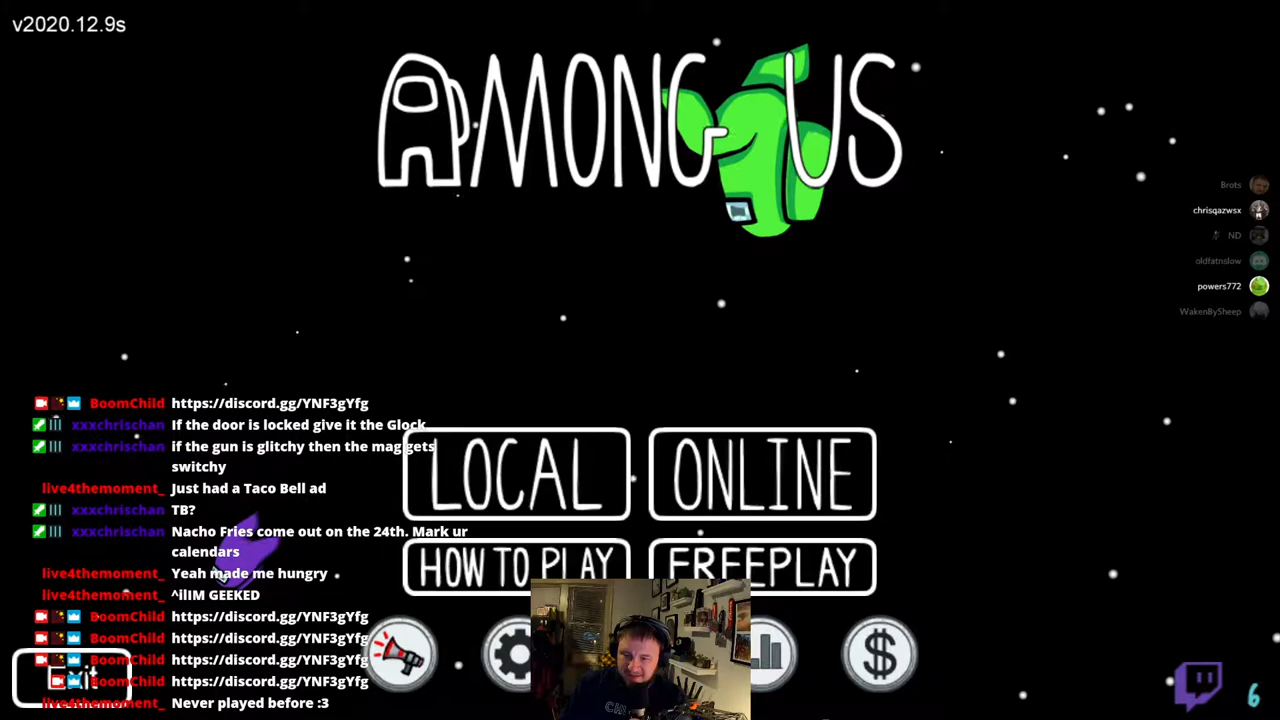 v2020.12.9s
AMONG US
Brots
chrisqazwsx
ND
oldfatnslow
powers772
WakenBySheep
BoomChild https://discord.gg/YNF3gYfg
xxxchrischan If the door is locked give it the Glock
xxxchrischan if the gun is glitchy then the mag gets
switchy
live4themoment_ Just had a Taco Bell ad
xxxchrischan TB?
xxxchrischan Nacho Fries come out on the 24th. Mark ur
calendars
live4themoment_ Yeah made me hungry
live4themoment_ ^ilIM GEEKED
BoomChild https://discord.gg/YNF3gYfg
BoomChild https://discord.gg/YNF3gYfg
BoomChild https://discord.gg/YNF3gYfg
BoomChild https://discord.gg/YNF3gYfg
live4themoment_ Never played before :3
LOCAL
ONLINE
HOW TO PLAY
FREEPLAY
$
Exit
6